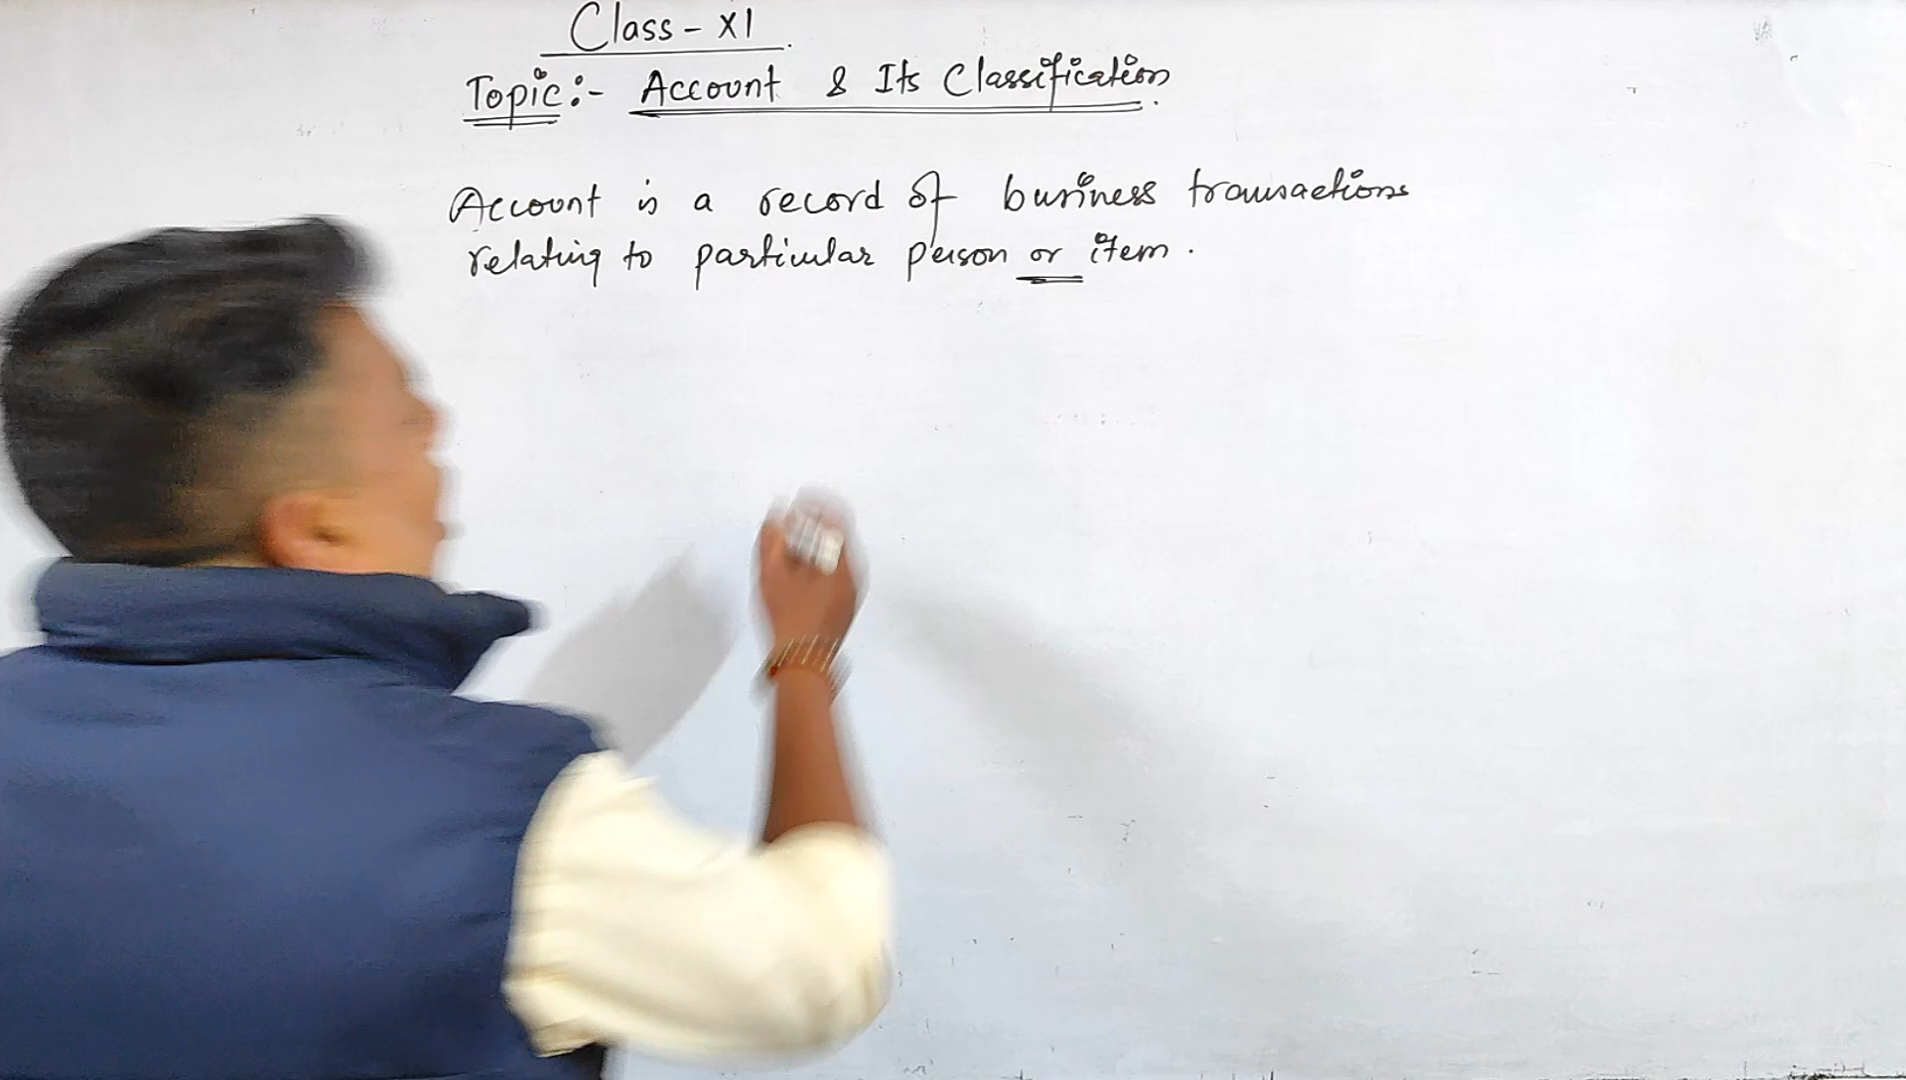 Class - XI
Topic:- Account & Its Classification.
Account is a record of business transactions
relating to particular person or item.